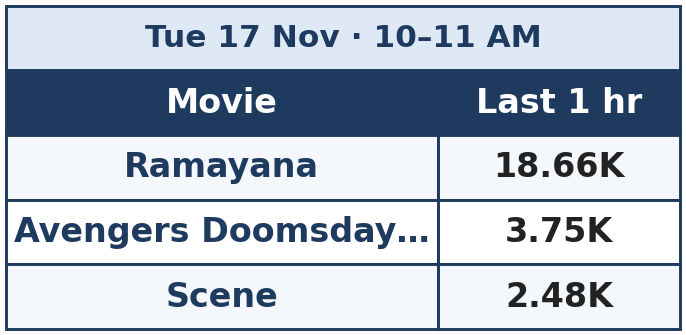 Tue 17 Nov · 10–11 AM
Movie Last 1 hr
Ramayana 18.66K
Avengers Doomsday... 3.75K
Scene 2.48K